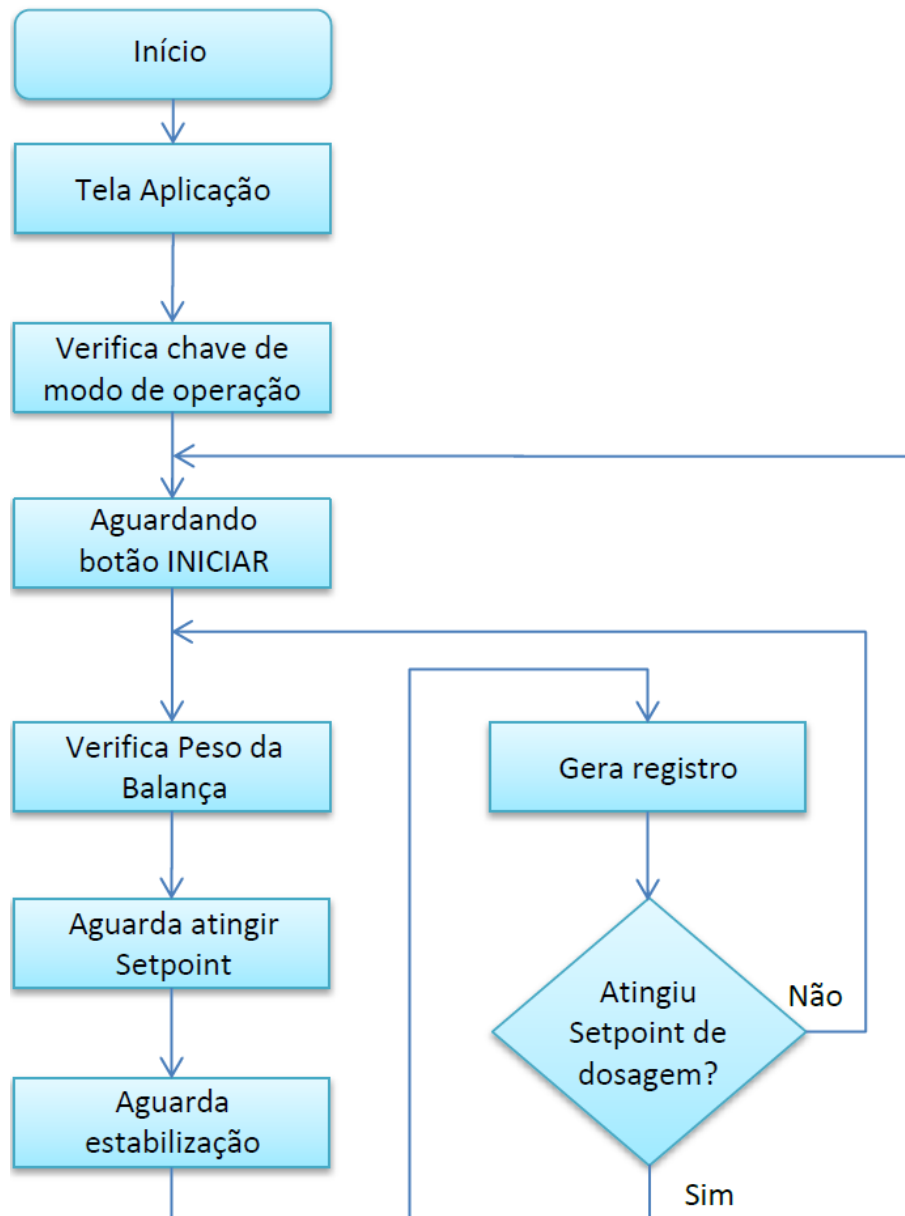 Início
Tela Aplicação
Verifica chave de
modo de operação
Aguardando
botão INICIAR
Verifica Peso da
Balança
Aguarda atingir
Setpoint
Aguarda
estabilização
Gera registro
Atingiu
Setpoint de
dosagem?
Não
Sim